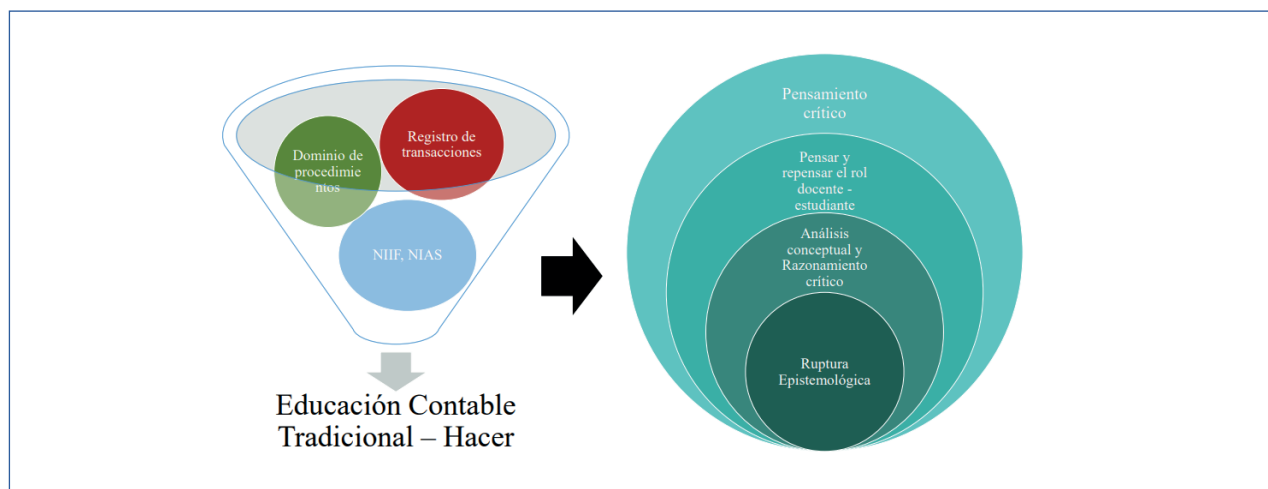 Registro de
transacciones
Dominio de
procedimie
ntos
NIIF, NIAS
Educación Contable
Tradicional – Hacer
Pensamiento
crítico
Pensar y
repensar el rol
docente -
estudiante
Análisis
conceptual y
Razonamiento
crítico
Ruptura
Epistemológica